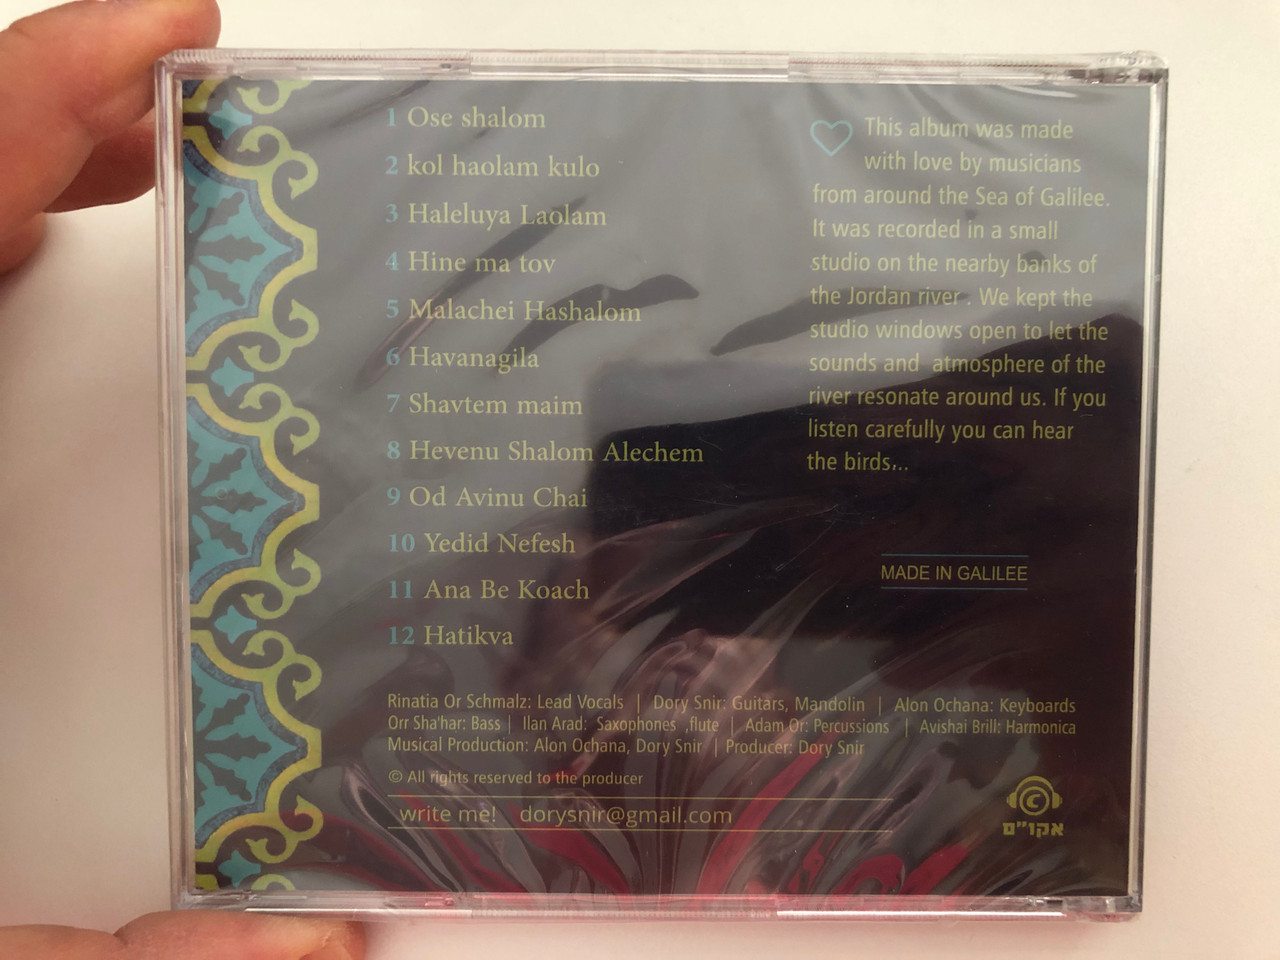 1 Ose shalom
2 kol haolam kulo
3 Haleluya Laolam
4 Hine ma tov
5 Malachei Hashalom
6 Havanagila
7 Shavtem maim
8 Hevenu Shalom Alechem
9 Od Avinu Chai
10 Yedid Nefesh
11 Ana Be Koach
12 Hatikva
This album was made
with love by musicians
from around the Sea of Galilee.
It was recorded in a small
studio on the nearby banks of
the Jordan river . We kept the
studio windows open to let the
sounds and atmosphere of the
river resonate around us. If you
listen carefully you can hear
the birds...
MADE IN GALILEE
Rinatia Or Schmalz: Lead Vocals | Dory Snir: Guitars, Mandolin | Alon Ochana: Keyboards
Orr Sha'har: Bass | Ilan Arad: Saxophones ,flute | Adam Or: Percussions | Avishai Brill: Harmonica
Musical Production: Alon Ochana, Dory Snir | Producer: Dory Snir
© All rights reserved to the producer
write me! dorysnir@gmail.com
©
אקו"ם